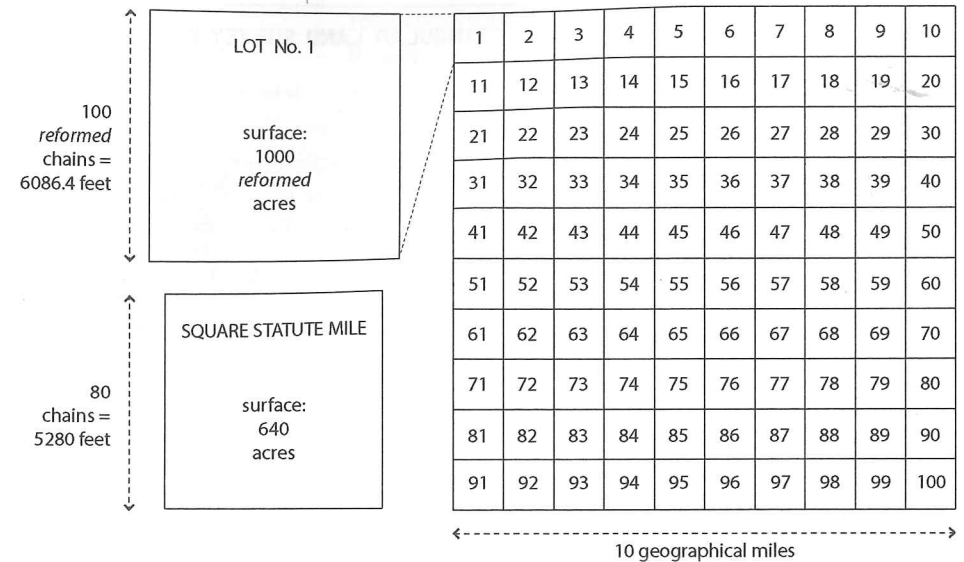 LOT No. 1
surface:
1000
reformed
acres
100
reformed
chains =
6086.4 feet
SQUARE STATUTE MILE
surface:
640
acres
80
chains =
5280 feet
1 2 3 4 5 6 7 8 9 10
11 12 13 14 15 16 17 18 19 20
21 22 23 24 25 26 27 28 29 30
31 32 33 34 35 36 37 38 39 40
41 42 43 44 45 46 47 48 49 50
51 52 53 54 55 56 57 58 59 60
61 62 63 64 65 66 67 68 69 70
71 72 73 74 75 76 77 78 79 80
81 82 83 84 85 86 87 88 89 90
91 92 93 94 95 96 97 98 99 100
10 geographical miles